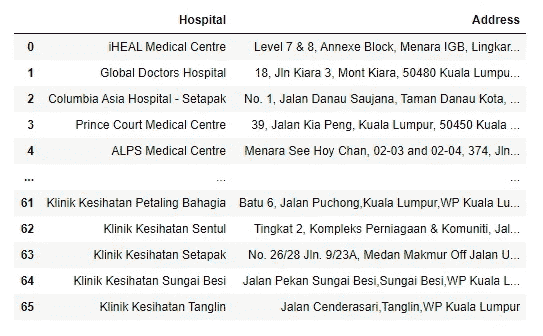 Hospital Address
0 iHEAL Medical Centre Level 7 & 8, Annexe Block, Menara IGB, Lingkar...
1 Global Doctors Hospital 18, Jln Kiara 3, Mont Kiara, 50480 Kuala Lumpu...
2 Columbia Asia Hospital - Setapak No. 1, Jalan Danau Saujana, Taman Danau Kota, ...
3 Prince Court Medical Centre 39, Jalan Kia Peng, Kuala Lumpur, 50450 Kuala ...
4 ALPS Medical Centre Menara See Hoy Chan, 02-03 and 02-04, 374, Jln...
... ... ...
61 Klinik Kesihatan Petaling Bahagia Batu 6, Jalan Puchong,Kuala Lumpur,WP Kuala Lu...
62 Klinik Kesihatan Sentul Tingkat 2, Kompleks Perniagaan & Komuniti, Jal...
63 Klinik Kesihatan Setapak No. 26/28 Jln. 9/23A, Medan Makmur Off Jalan U...
64 Klinik Kesihatan Sungai Besi Jalan Pekan Sungai Besi,Sungai Besi,WP Kuala L...
65 Klinik Kesihatan Tanglin Jalan Cenderasari,Tanglin,WP Kuala Lumpur